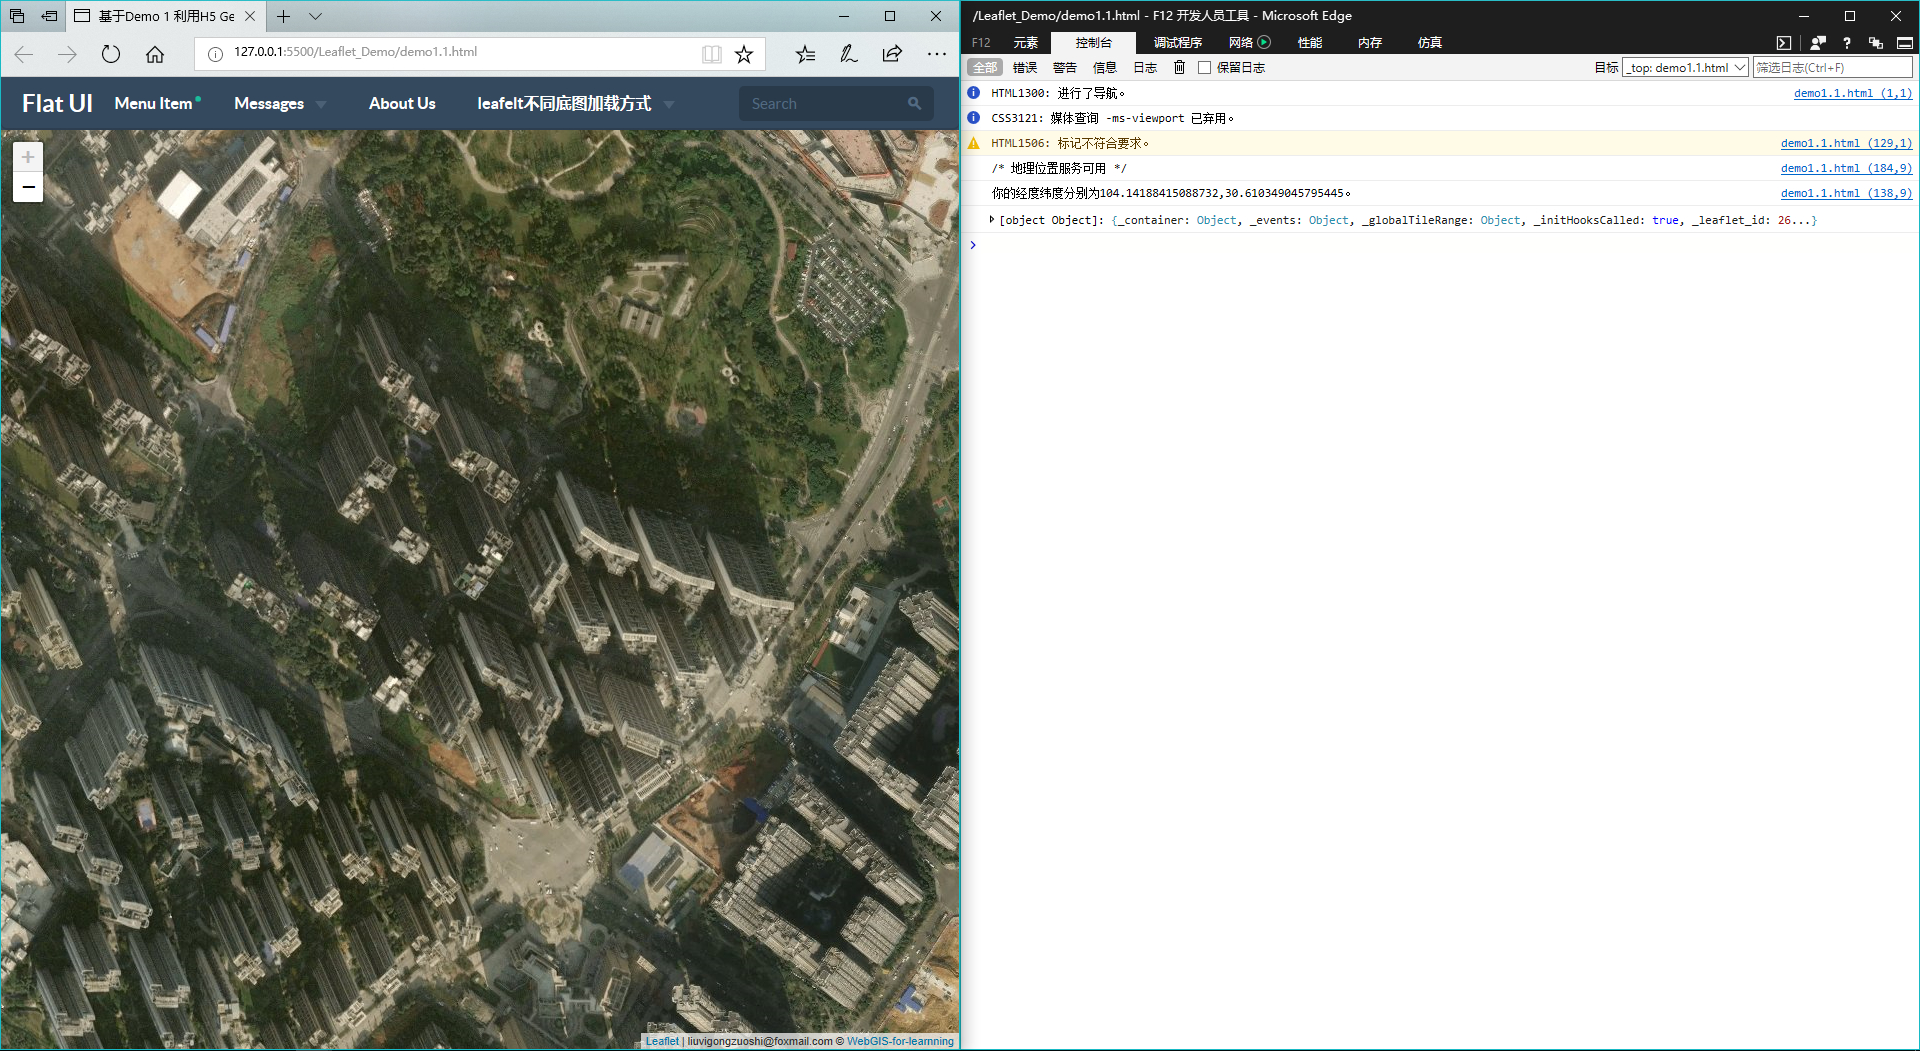 基于Demo 1 利用H5 Ge
127.0.0.1:5500/Leaflet_Demo/demo1.1.html
Flat UI
Menu Item
Messages
About Us
leafelt不同底图加载方式
Search
+
−
Leaflet | liuvigongzuoshi@foxmail.com © WebGIS-for-learnning
/Leaflet_Demo/demo1.1.html - F12 开发人员工具 - Microsoft Edge
F12 元素 控制台 调试程序 网络 性能 内存 仿真
全部 错误 警告 信息 日志 保留日志 目标 _top: demo1.1.html 筛选日志(Ctrl+F)
HTML1300: 进行了导航。 demo1.1.html (1,1)
CSS3121: 媒体查询 -ms-viewport 已弃用。
HTML1506: 标记不符合要求。 demo1.1.html (129,1)
/* 地理位置服务可用 */ demo1.1.html (184,9)
你的经度纬度分别为104.14188415088732,30.610349045795445。 demo1.1.html (138,9)
[object Object]: {_container: Object, _events: Object, _globalTileRange: Object, _initHooksCalled: true, _leaflet_id: 26...}